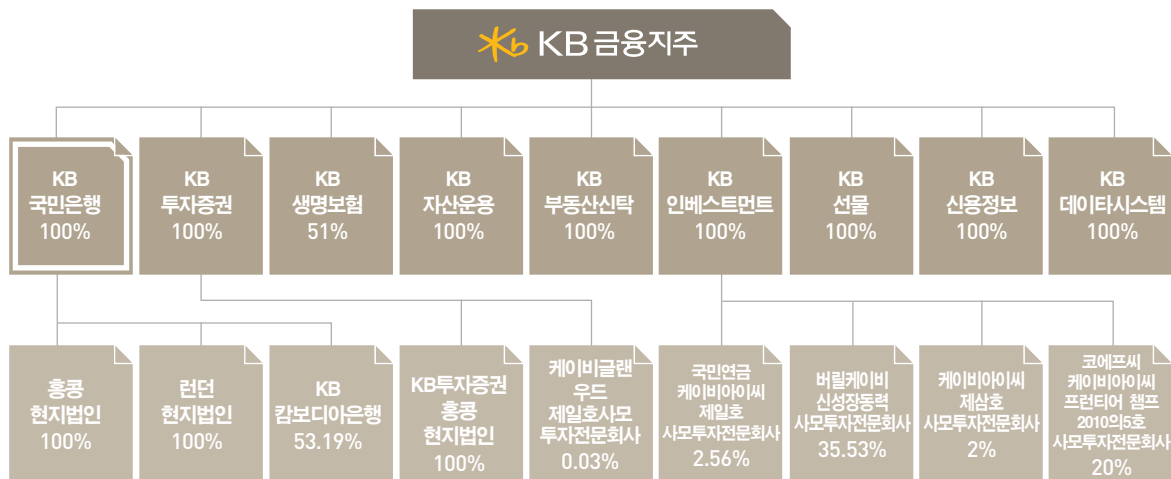 Kb KB금융지주
KB
국민은행
100%
KB
투자증권
100%
KB
생명보험
51%
KB
자산운용
100%
KB
부동산신탁
100%
KB
인베스트먼트
100%
KB
선물
100%
KB
신용정보
100%
KB
데이타시스템
100%
홍콩
현지법인
100%
런던
현지법인
100%
KB
캄보디아은행
53.19%
KB투자증권
홍콩
현지법인
100%
케이비글랜
우드
제일호사모
투자전문회사
0.03%
국민연금
케이비아이씨
제일호
사모투자전문회사
2.56%
버릴케이비
신성장동력
사모투자전문회사
35.53%
케이비아이씨
제삼호
사모투자전문회사
2%
코에프씨
케이비아이씨
프런티어 챔프
2010의5호
사모투자전문회사
20%